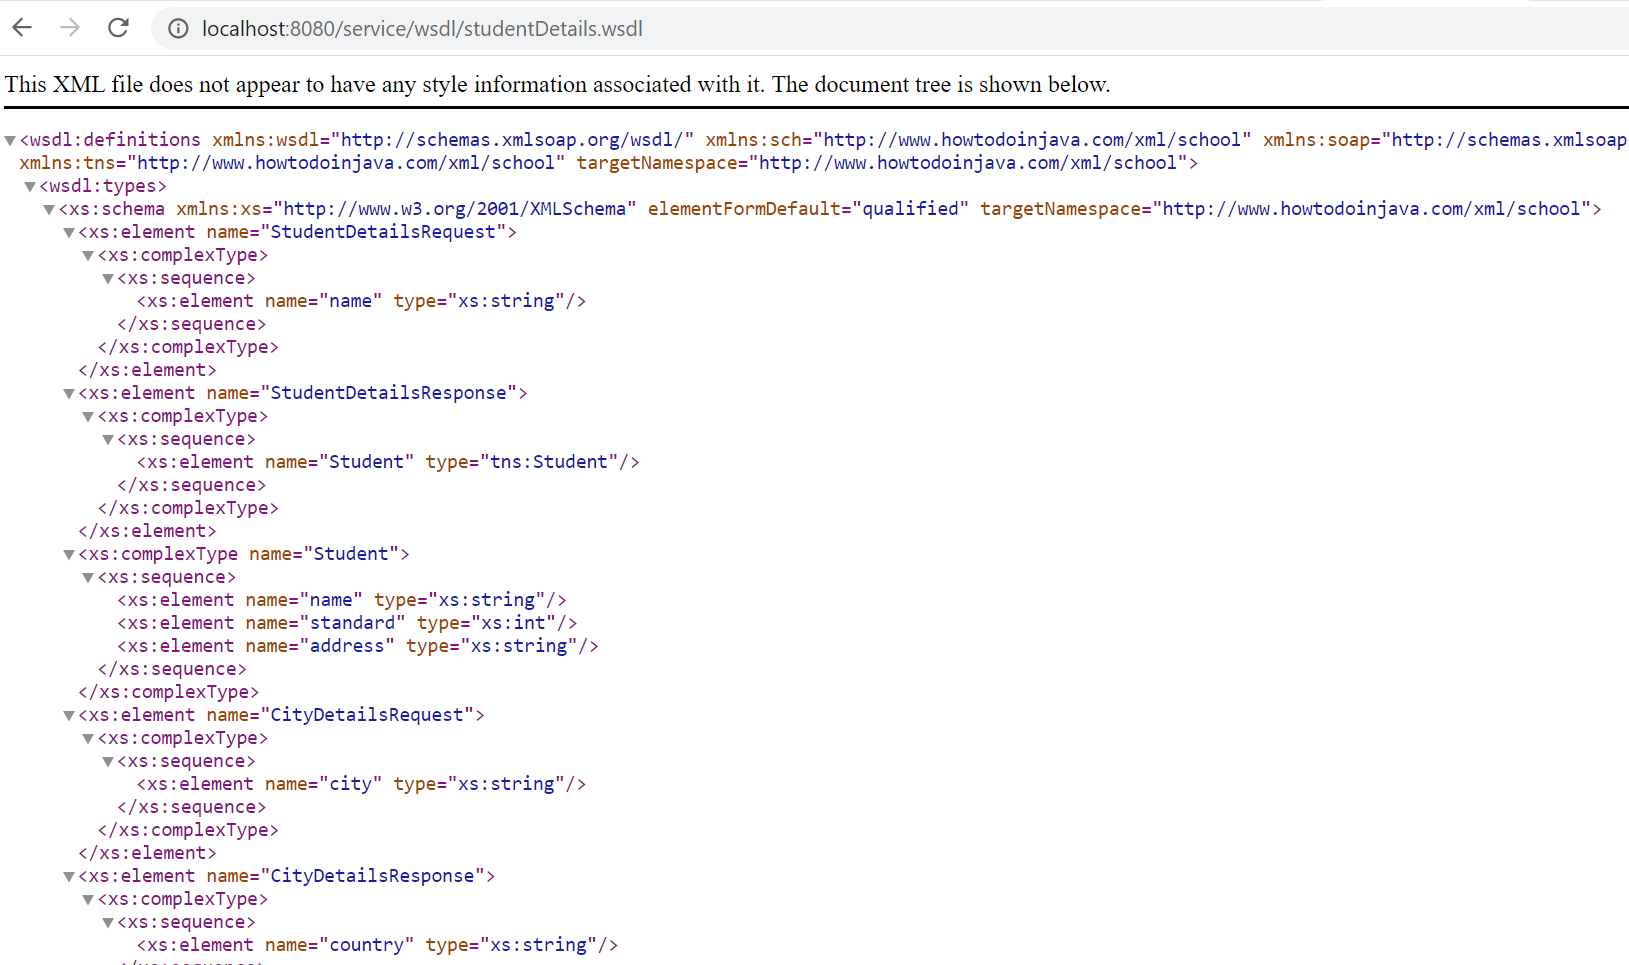 localhost:8080/service/wsdl/studentDetails.wsdl
This XML file does not appear to have any style information associated with it. The document tree is shown below.
▼<wsdl:definitions xmlns:wsdl="http://schemas.xmlsoap.org/wsdl/" xmlns:sch="http://www.howtodoinjava.com/xml/school" xmlns:soap="http://schemas.xmlsoap
xmlns:tns="http://www.howtodoinjava.com/xml/school" targetNamespace="http://www.howtodoinjava.com/xml/school">
▼<wsdl:types>
▼<xs:schema xmlns:xs="http://www.w3.org/2001/XMLSchema" elementFormDefault="qualified" targetNamespace="http://www.howtodoinjava.com/xml/school">
▼<xs:element name="StudentDetailsRequest">
▼<xs:complexType>
▼<xs:sequence>
<xs:element name="name" type="xs:string"/>
</xs:sequence>
</xs:complexType>
</xs:element>
▼<xs:element name="StudentDetailsResponse">
▼<xs:complexType>
▼<xs:sequence>
<xs:element name="Student" type="tns:Student"/>
</xs:sequence>
</xs:complexType>
</xs:element>
▼<xs:complexType name="Student">
▼<xs:sequence>
<xs:element name="name" type="xs:string"/>
<xs:element name="standard" type="xs:int"/>
<xs:element name="address" type="xs:string"/>
</xs:sequence>
</xs:complexType>
▼<xs:element name="CityDetailsRequest">
▼<xs:complexType>
▼<xs:sequence>
<xs:element name="city" type="xs:string"/>
</xs:sequence>
</xs:complexType>
</xs:element>
▼<xs:element name="CityDetailsResponse">
▼<xs:complexType>
▼<xs:sequence>
<xs:element name="country" type="xs:string"/>